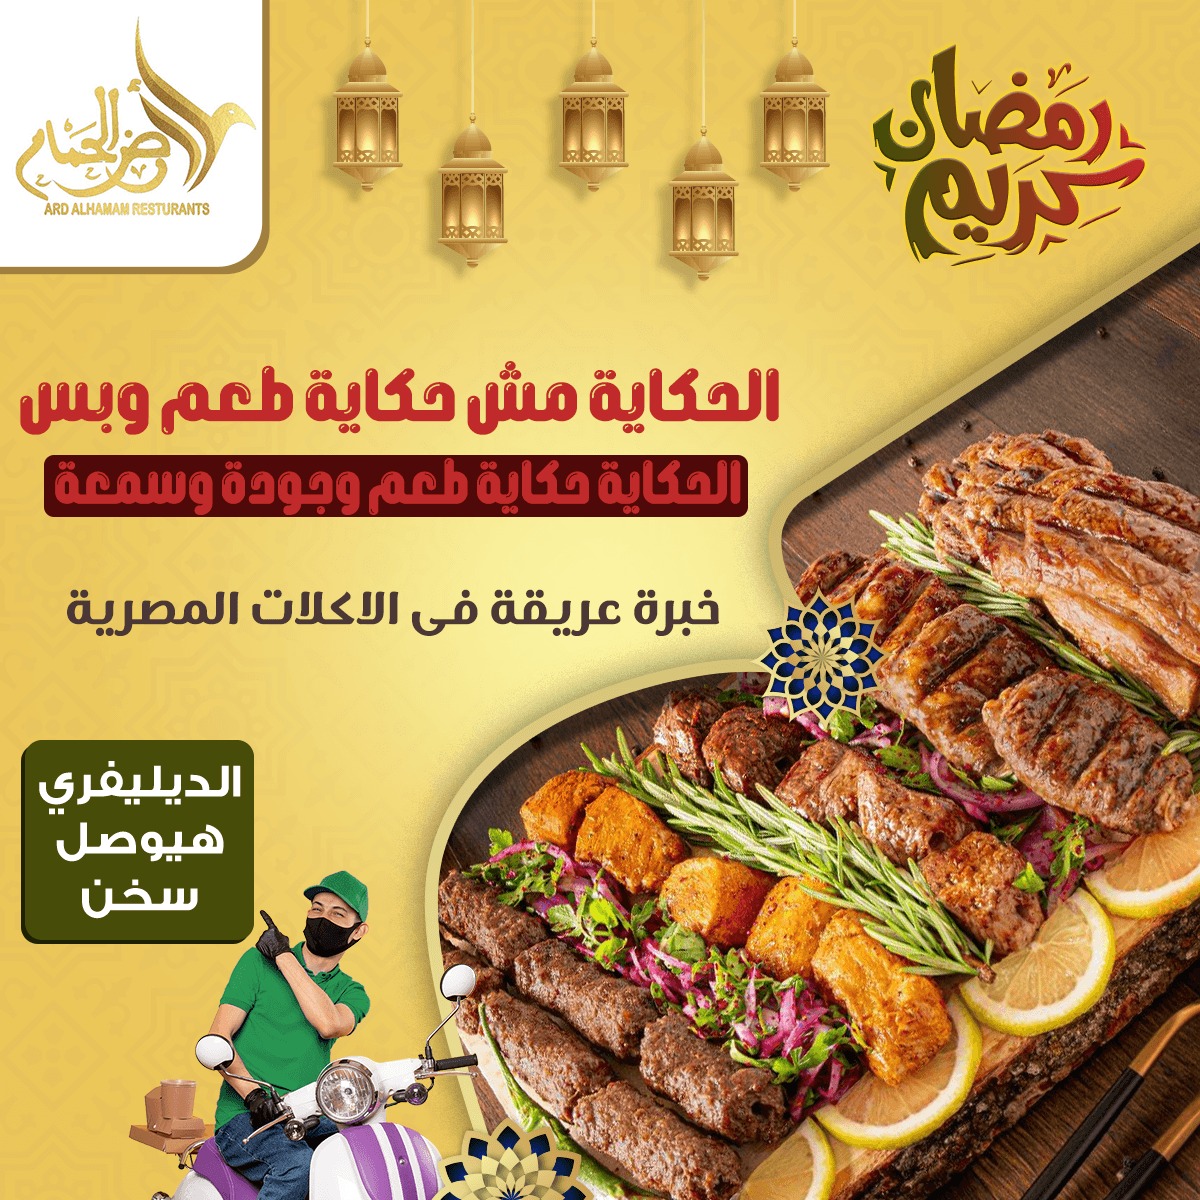 أرض الحمام
ARD ALHAMAM RESTURANTS
رمضان
كريم
الحكاية مش حكاية طعم وبس
الحكاية حكاية طعم وجودة وسمعة
خبرة عريقة فى الاكلات المصرية
الديليفري
هيوصل
سخن